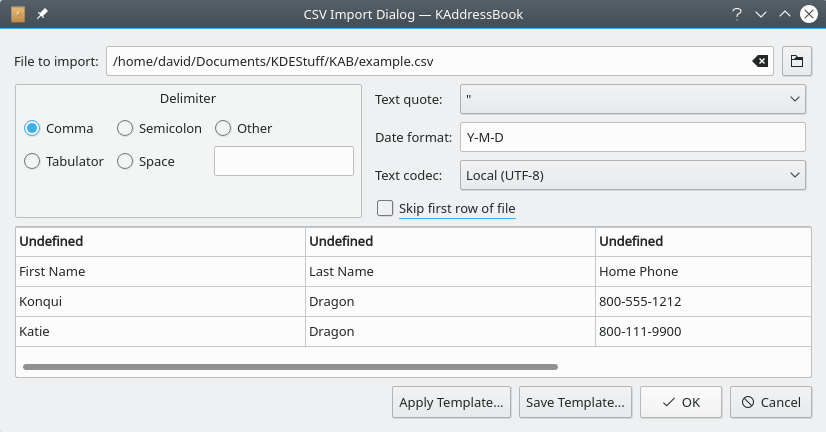 CSV Import Dialog — KAddressBook
File to import: /home/david/Documents/KDEStuff/KAB/example.csv
Delimiter
Comma Semicolon Other
Tabulator Space
Text quote: "
Date format: Y-M-D
Text codec: Local (UTF-8)
Skip first row of file
Undefined Undefined Undefined
First Name Last Name Home Phone
Konqui Dragon 800-555-1212
Katie Dragon 800-111-9900
Apply Template... Save Template... OK Cancel